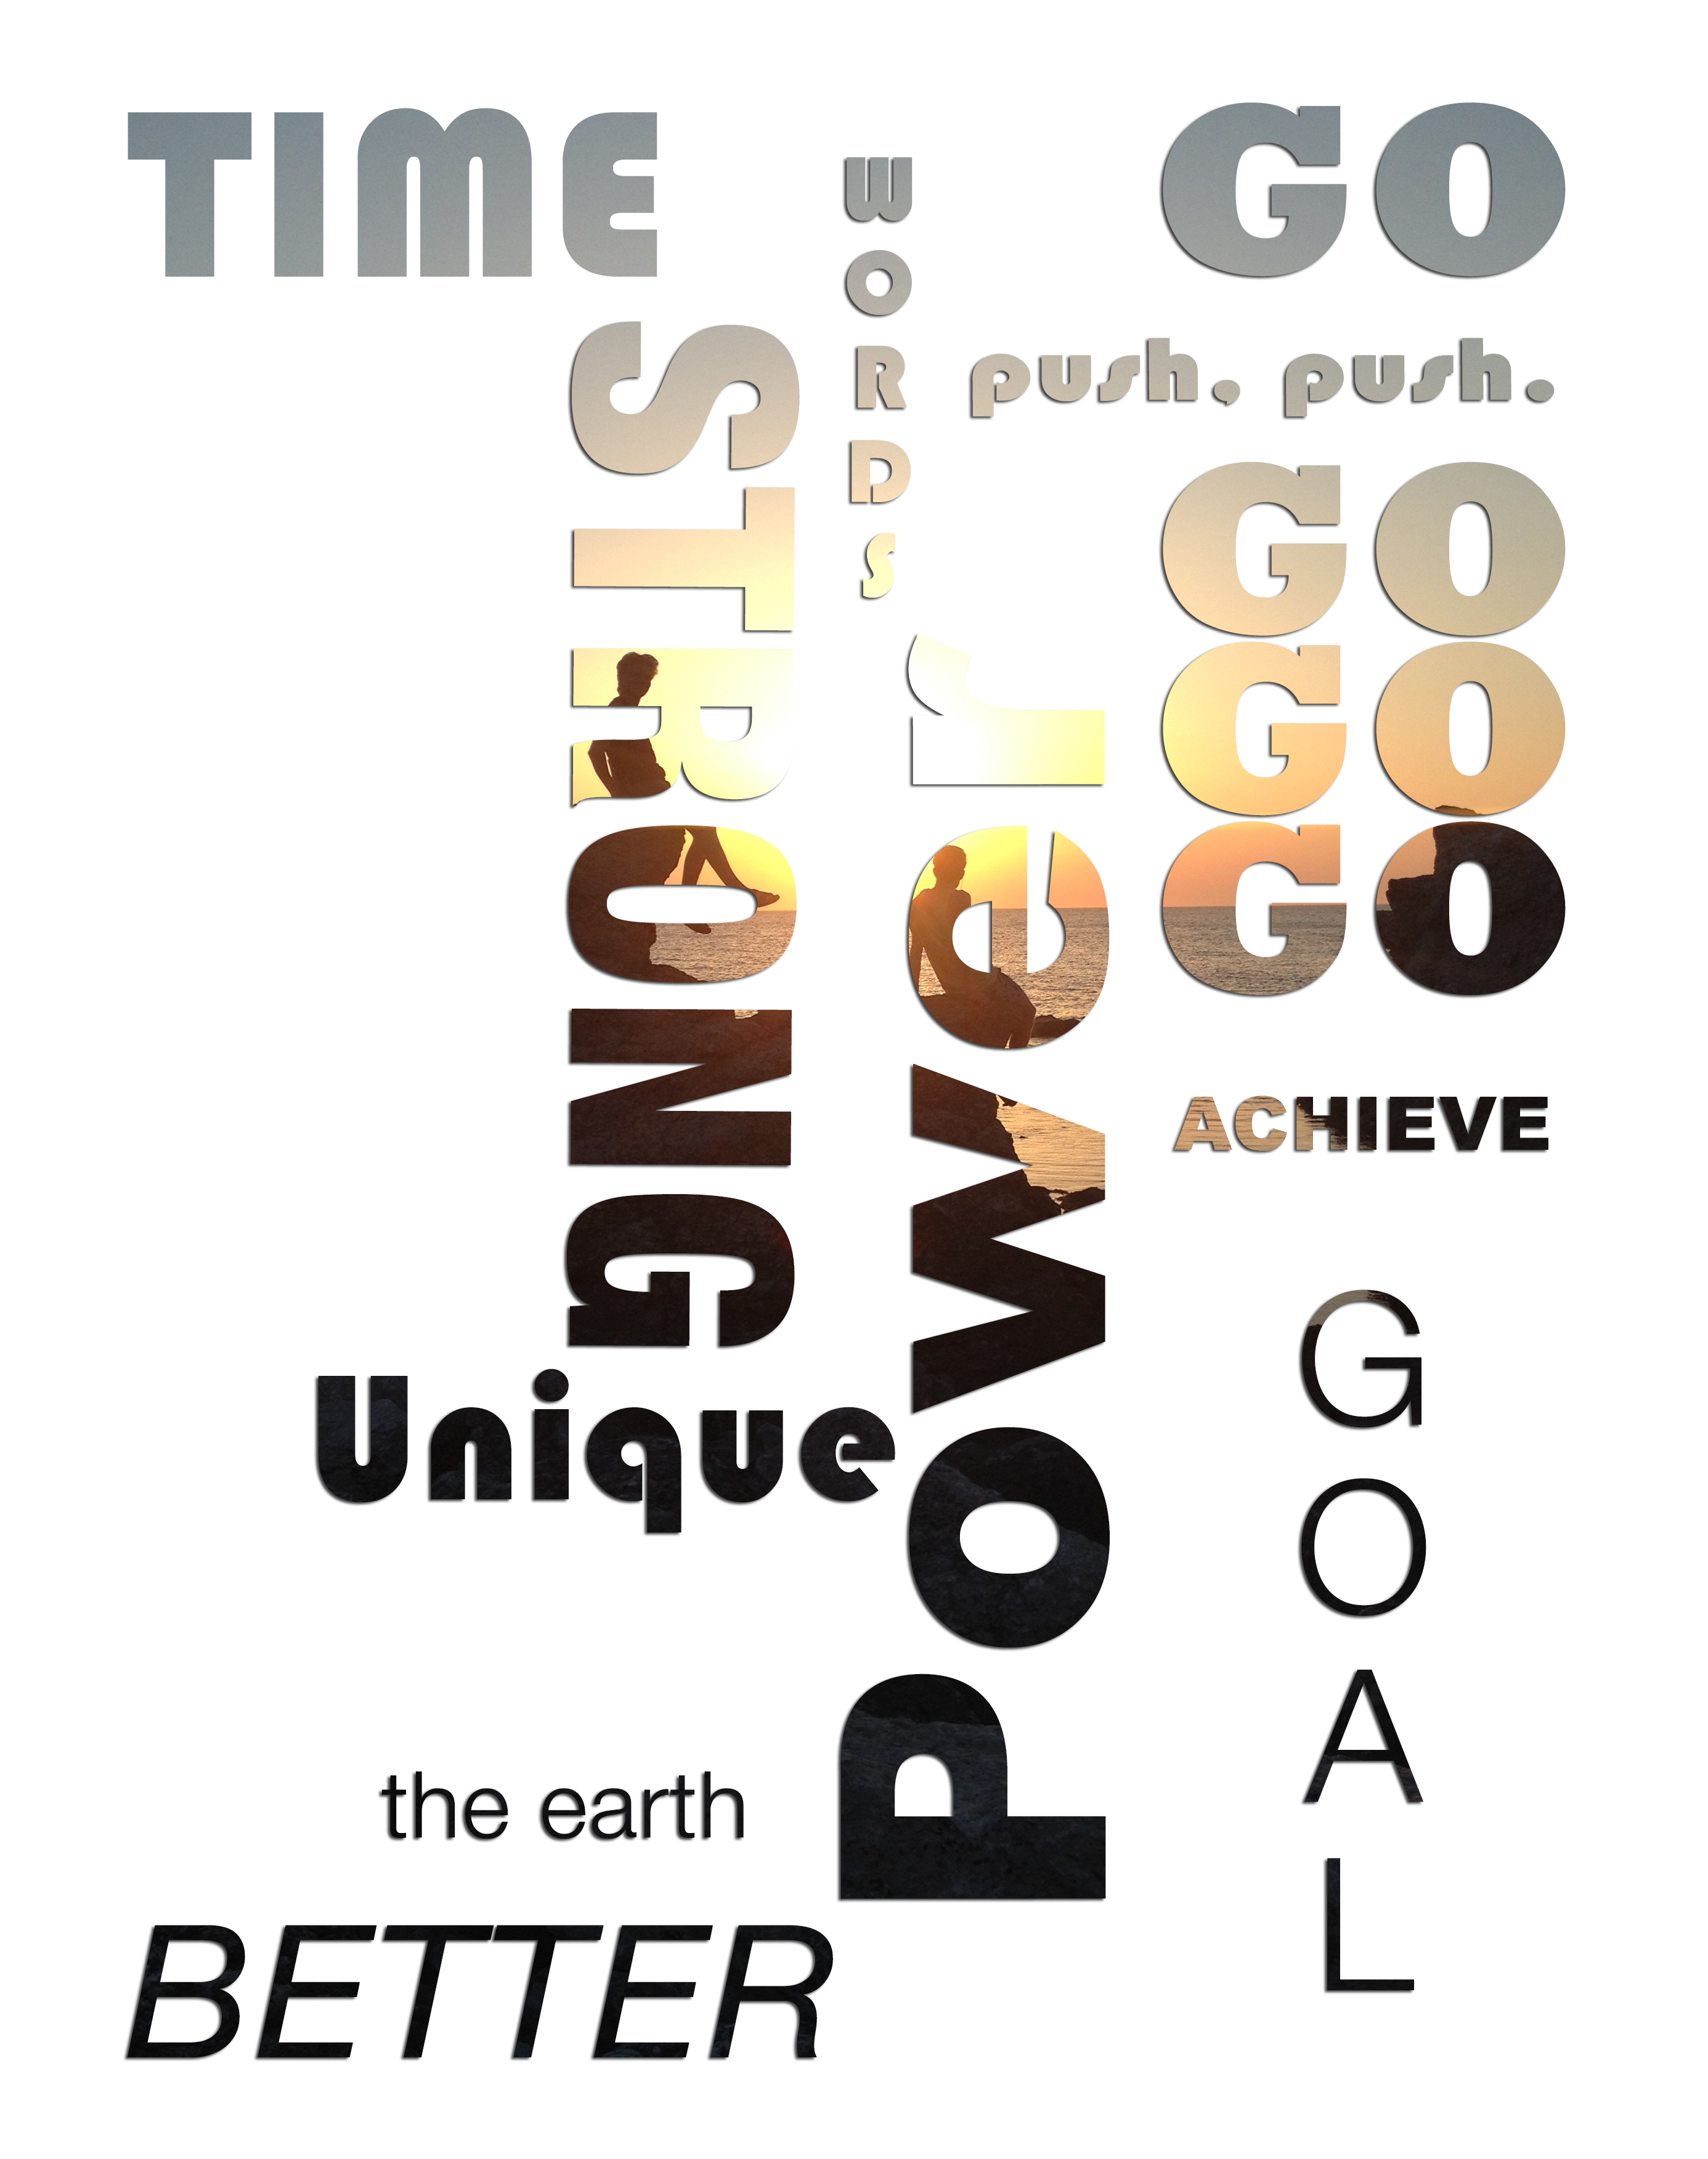 TIME
WORDS
GO
push, push.
STRONG
GO
GO
GO
Power
ACHIEVE
GOAL
Unique
the earth
BETTER